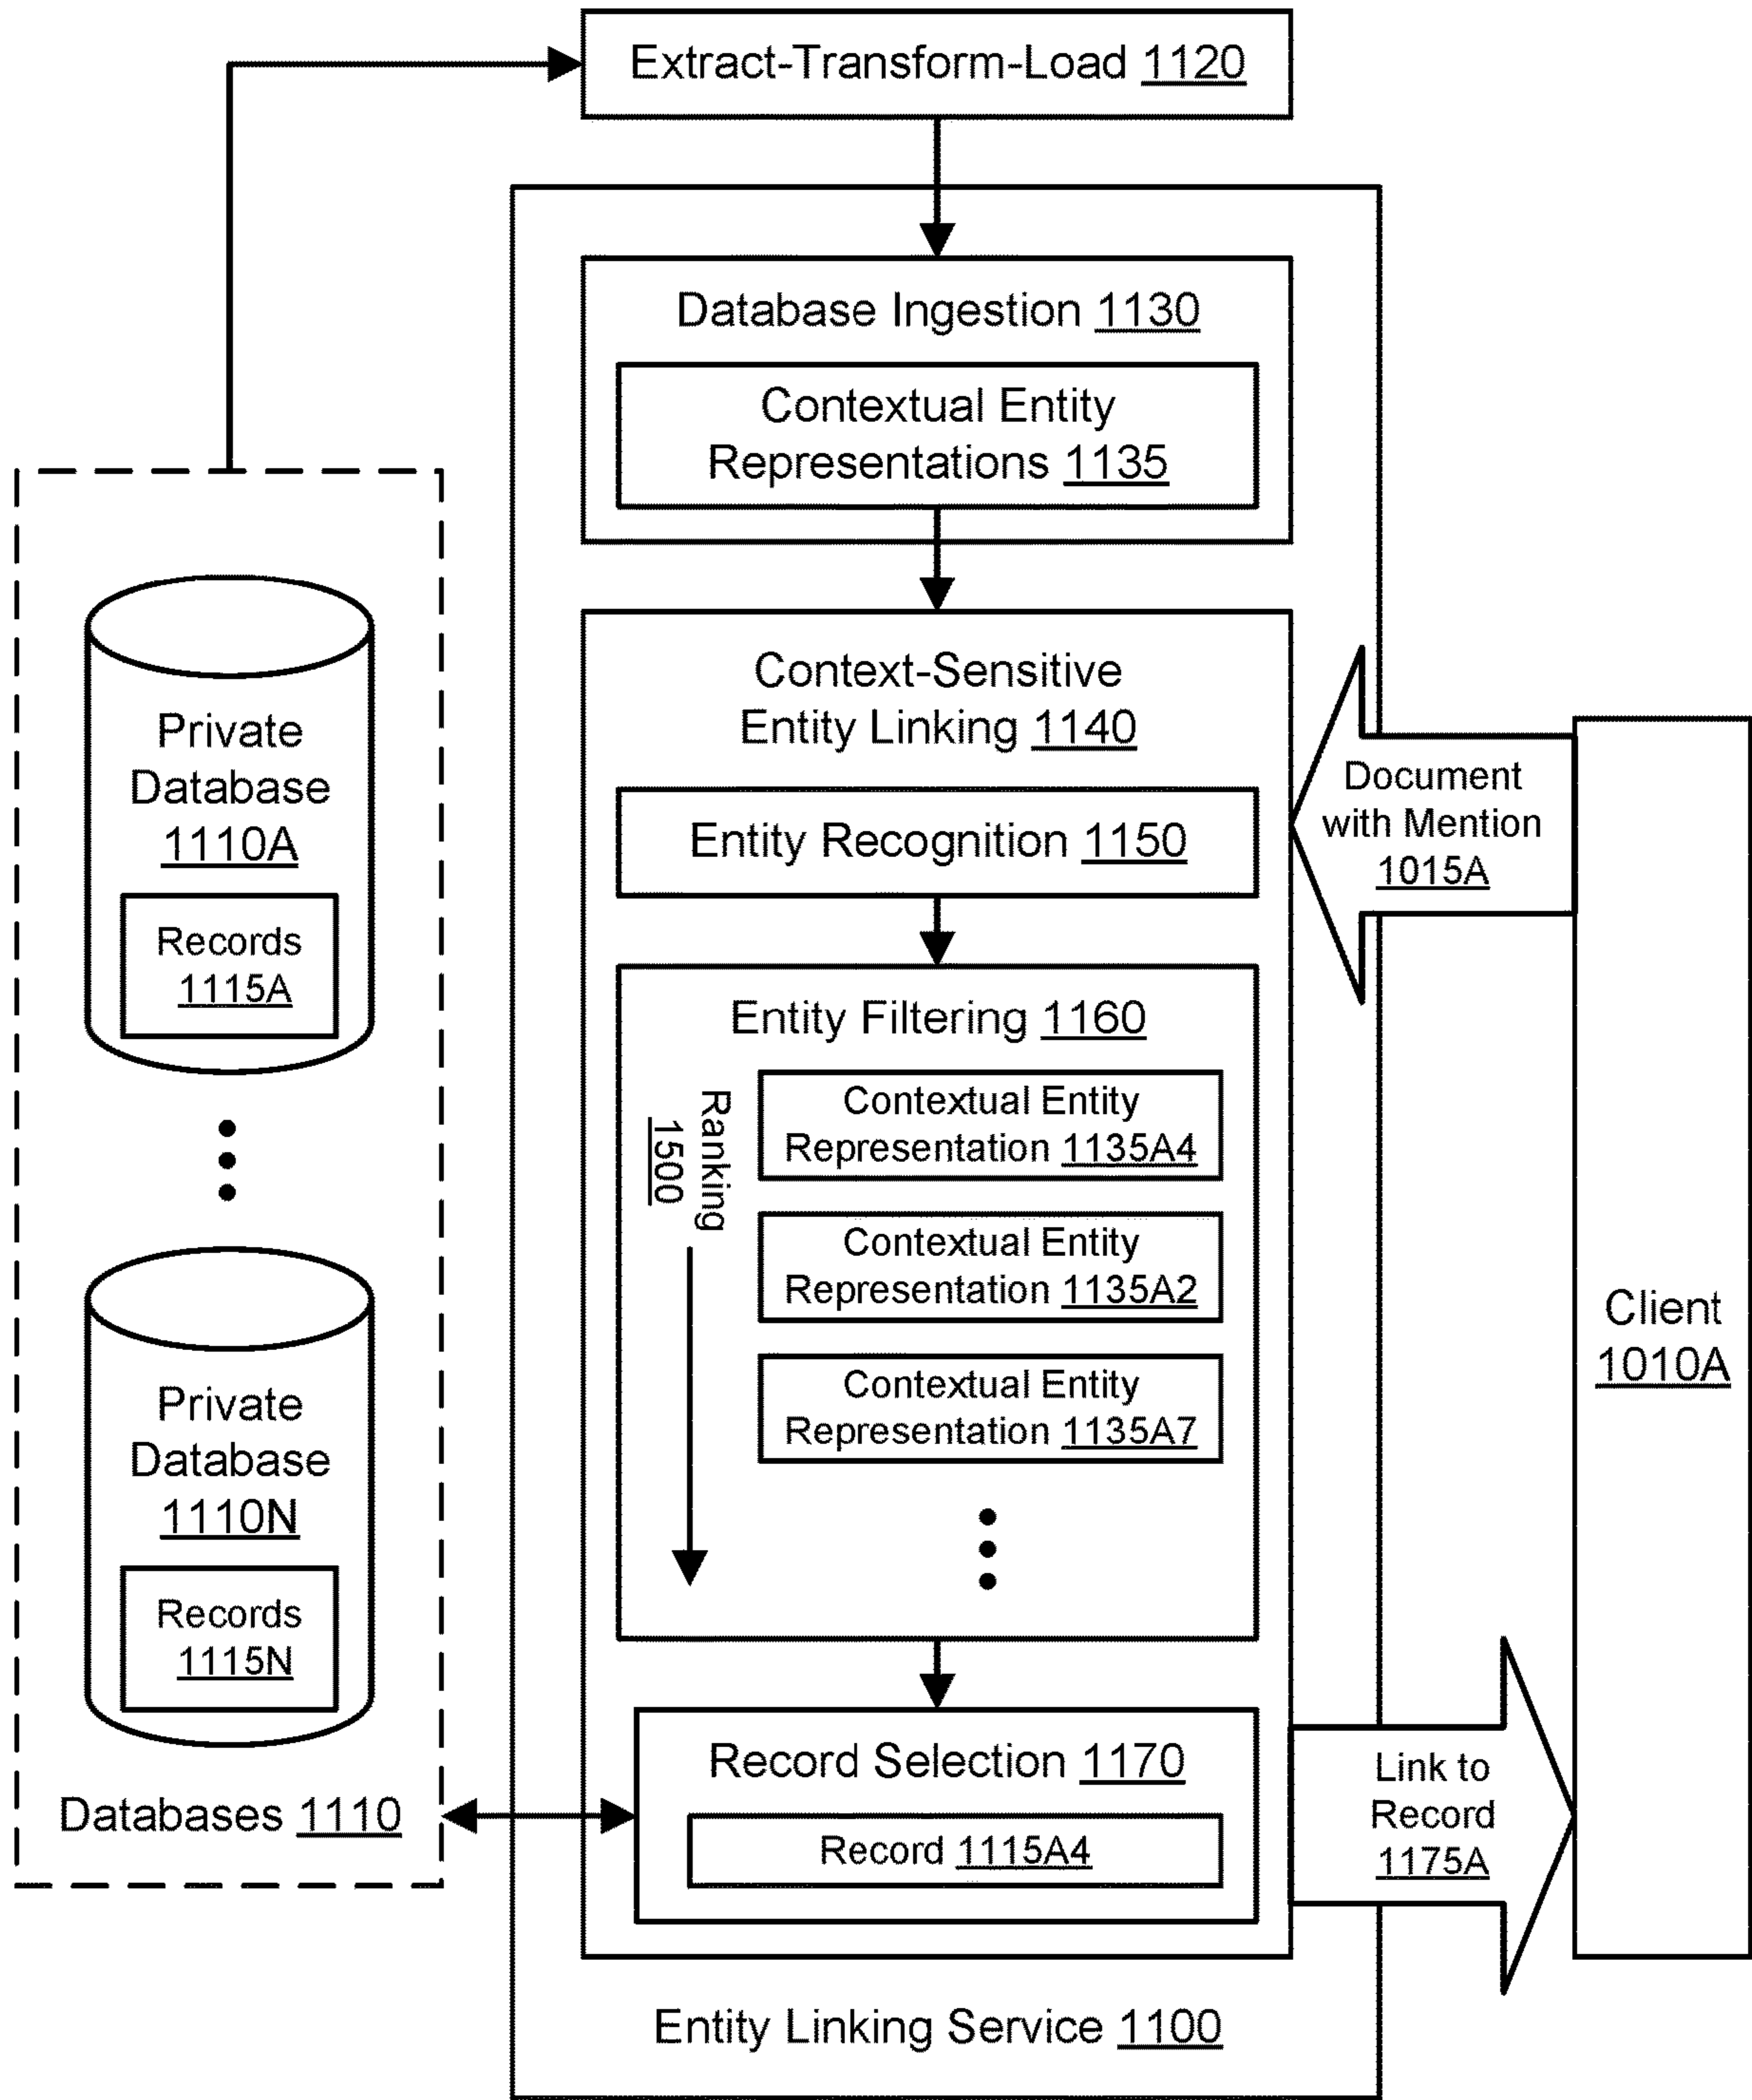 Extract-Transform-Load 1120
Database Ingestion 1130
Contextual Entity
Representations 1135
Context-Sensitive
Entity Linking 1140
Entity Recognition 1150
Entity Filtering 1160
Ranking
1500
Contextual Entity
Representation 1135A4
Contextual Entity
Representation 1135A2
Contextual Entity
Representation 1135A7
Record Selection 1170
Record 1115A4
Entity Linking Service 1100
Private
Database
1110A
Records
1115A
Private
Database
1110N
Records
1115N
Databases 1110
Document
with Mention
1015A
Client
1010A
Link to
Record
1175A